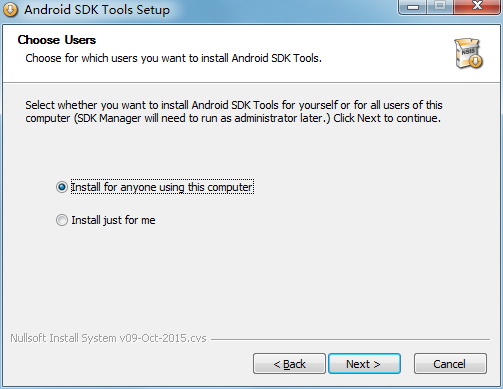 Android SDK Tools Setup
Choose Users
Choose for which users you want to install Android SDK Tools.
Select whether you want to install Android SDK Tools for yourself or for all users of this
computer (SDK Manager will need to run as administrator later.) Click Next to continue.
Install for anyone using this computer
Install just for me
Nullsoft Install System v09-Oct-2015.cvs
< Back Next > Cancel